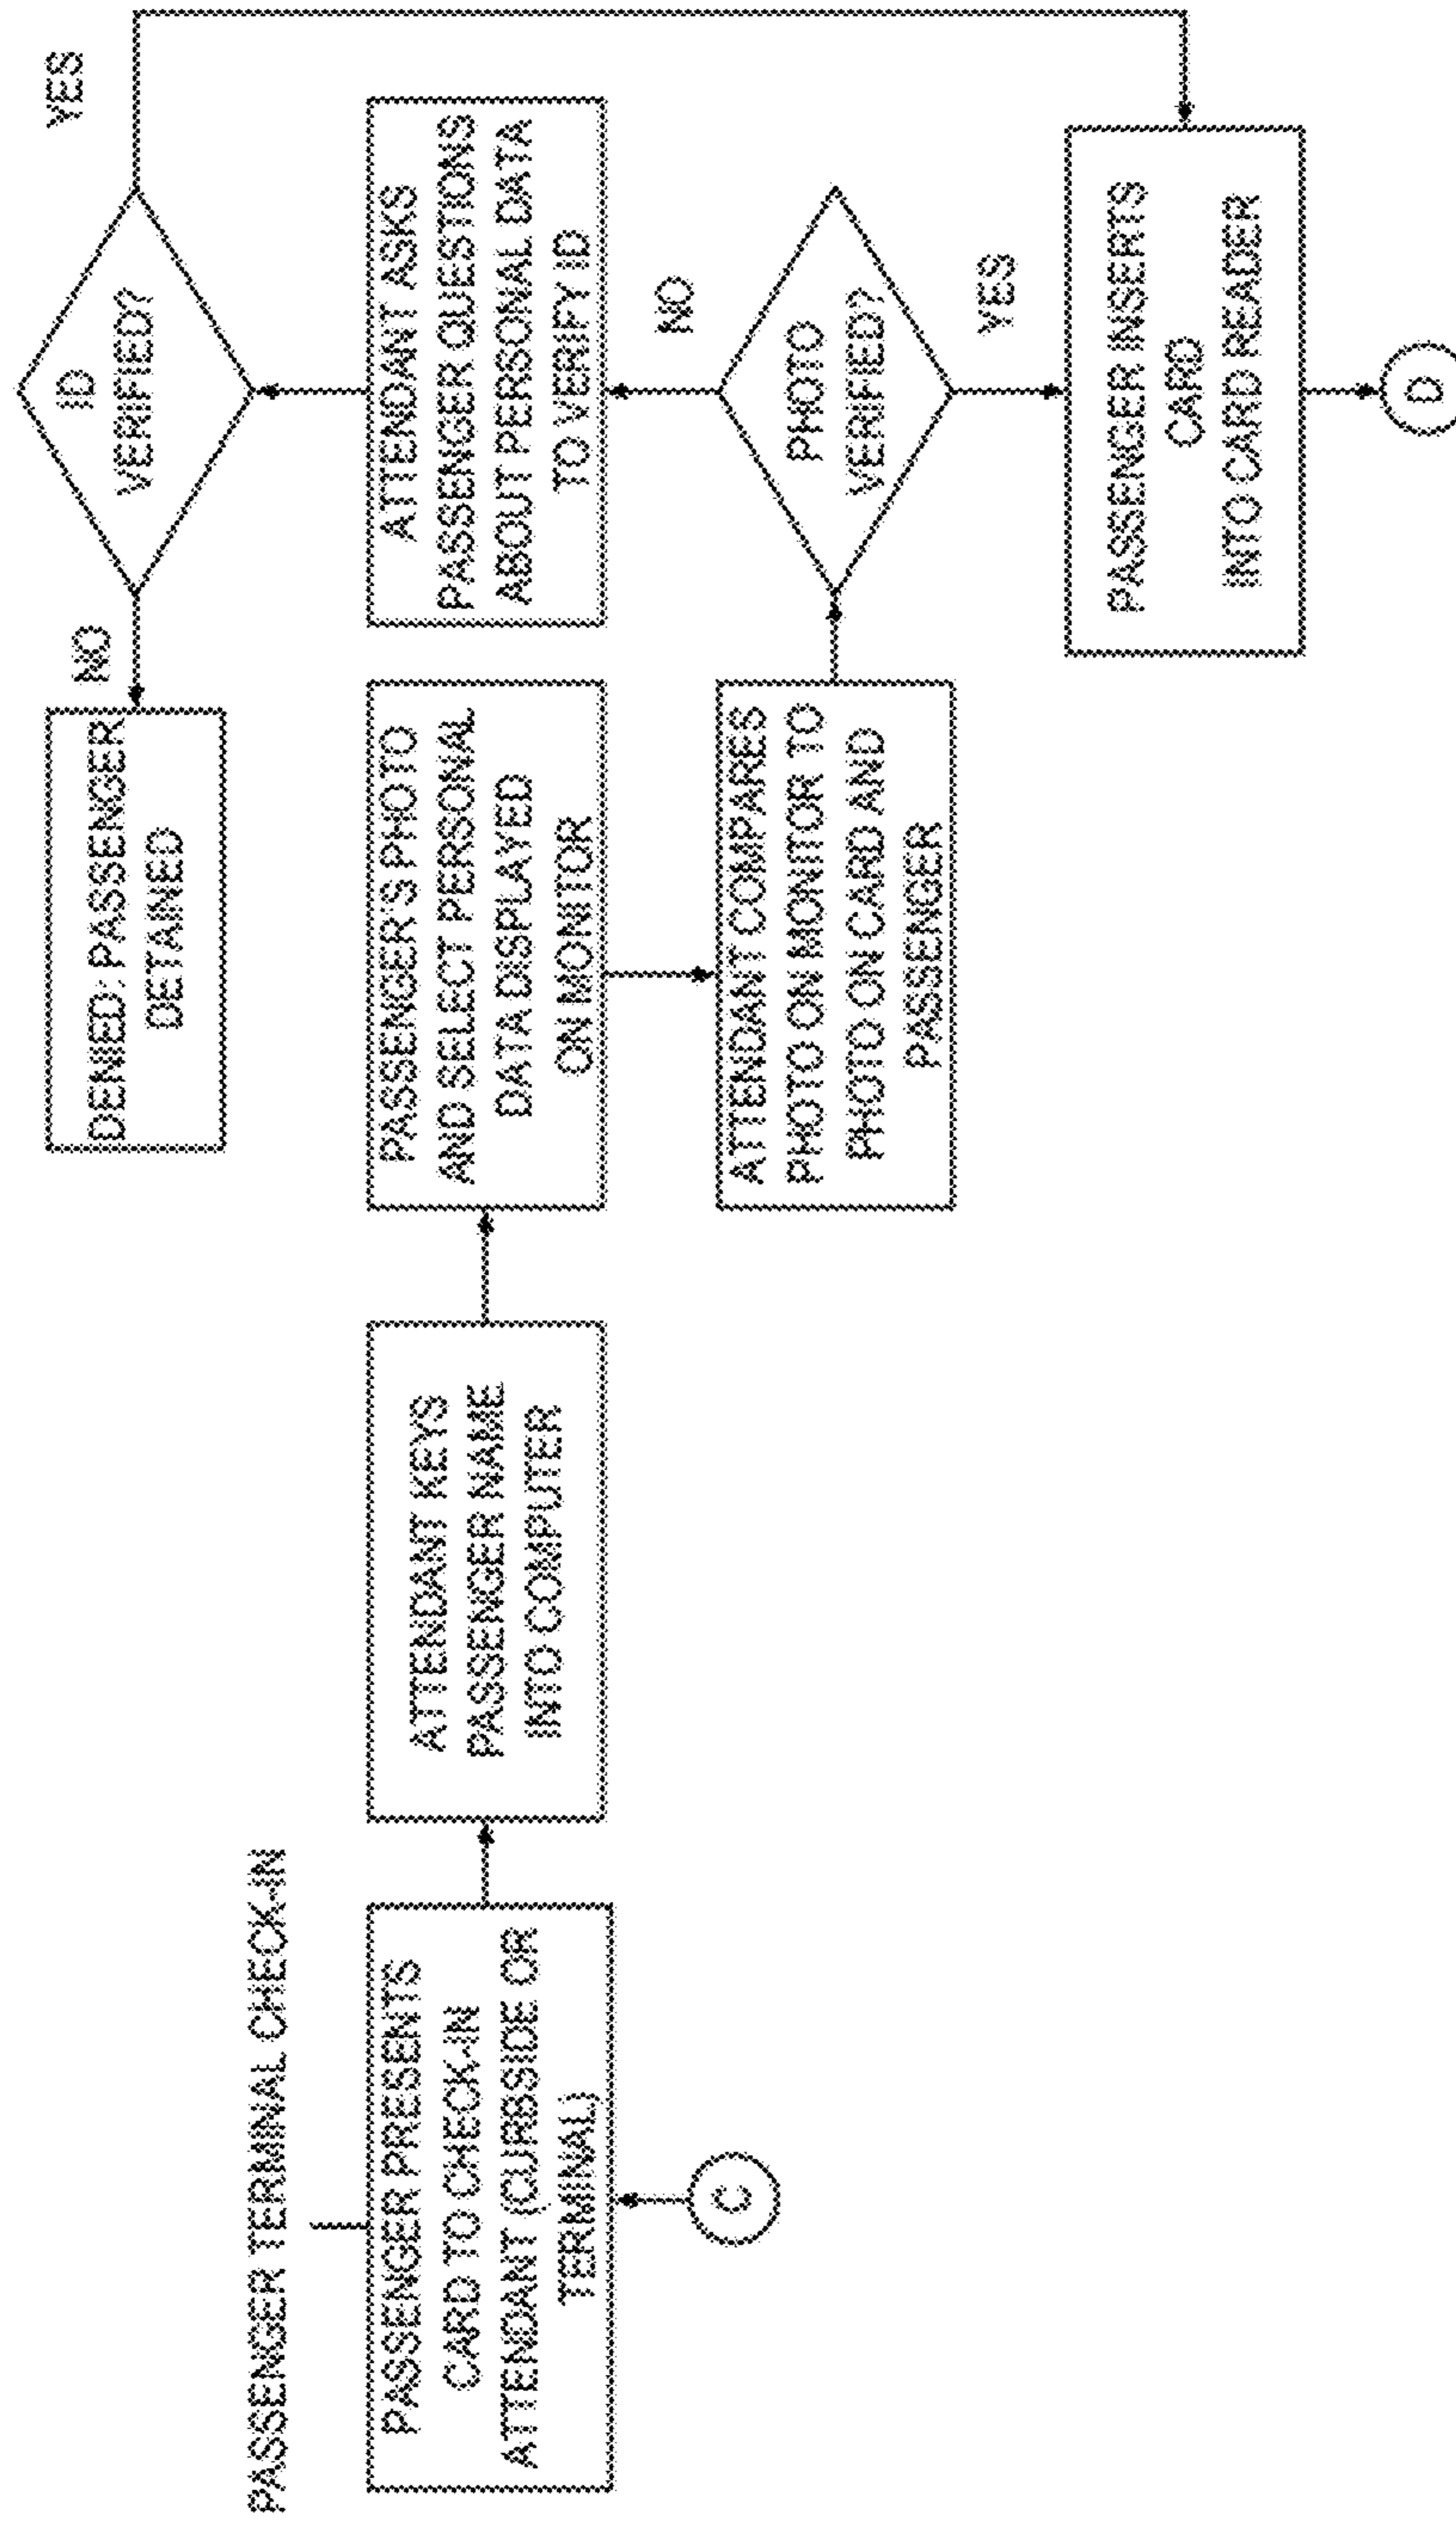 PASSENGER TERMINAL CHECK-IN
PASSENGER PRESENTS
CARD TO CHECK-IN
ATTENDANT (CURBSIDE OR
TERMINAL)
C
ATTENDANT KEYS
PASSENGER NAME
INTO COMPUTER
PASSENGER'S PHOTO
AND SELECT PERSONAL
DATA DISPLAYED
ON MONITOR
ATTENDANT COMPARES
PHOTO ON MONITOR TO
PHOTO ON CARD AND
PASSENGER
PHOTO
VERIFIED?
NO
YES
ATTENDANT ASKS
PASSENGER QUESTIONS
ABOUT PERSONAL DATA
TO VERIFY ID
ID
VERIFIED?
NO
YES
DENIED: PASSENGER
DETAINED
PASSENGER INSERTS
CARD
INTO CARD READER
D